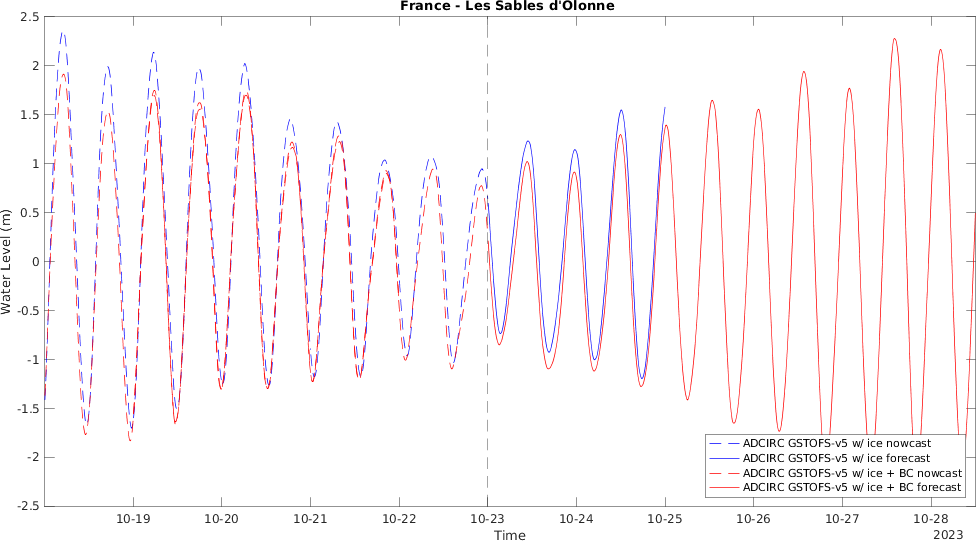 France - Les Sables d'Olonne
2.5
2
1.5
1
0.5
0
-0.5
-1
-1.5
-2
-2.5
Water Level (m)
ADCIRC GSTOFS-v5 w/ ice nowcast
ADCIRC GSTOFS-v5 w/ ice forecast
ADCIRC GSTOFS-v5 w/ ice + BC nowcast
ADCIRC GSTOFS-v5 w/ ice + BC forecast
10-19 10-20 10-21 10-22 10-23 10-24 10-25 10-26 10-27 10-28
Time
2023